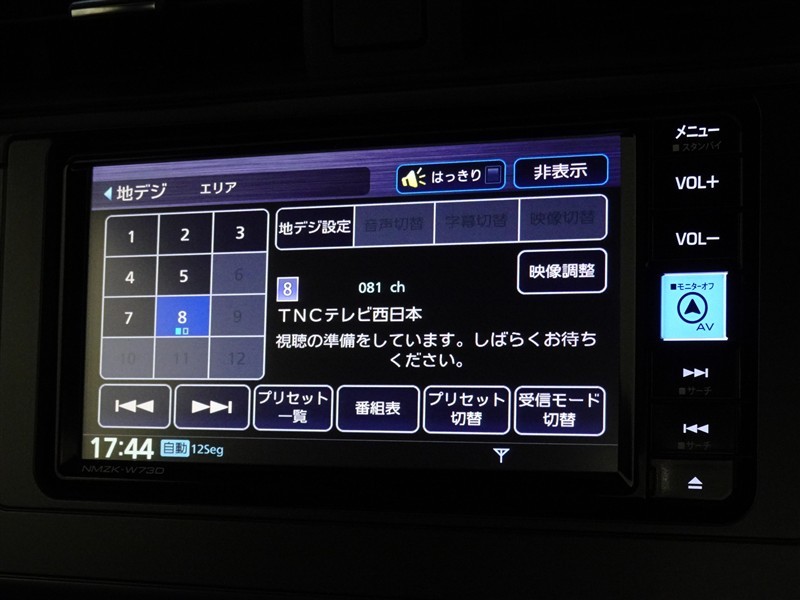 地デジ エリア はっきり 非表示
1 2 3 地デジ設定 音声切替 字幕切替 映像切替
4 5 6 映像調整
7 8 9 8 081 ch
TNCテレビ西日本
10 11 12 視聴の準備をしています。しばらくお待ち
ください。
プリセット
一覧
番組表
プリセット
切替
受信モード
切替
17:44 自動 12Seg
NMZK-W73D
メニュー
■スタンバイ
VOL+
VOL−
■モニターオフ
AV
■サーチ
■サーチ